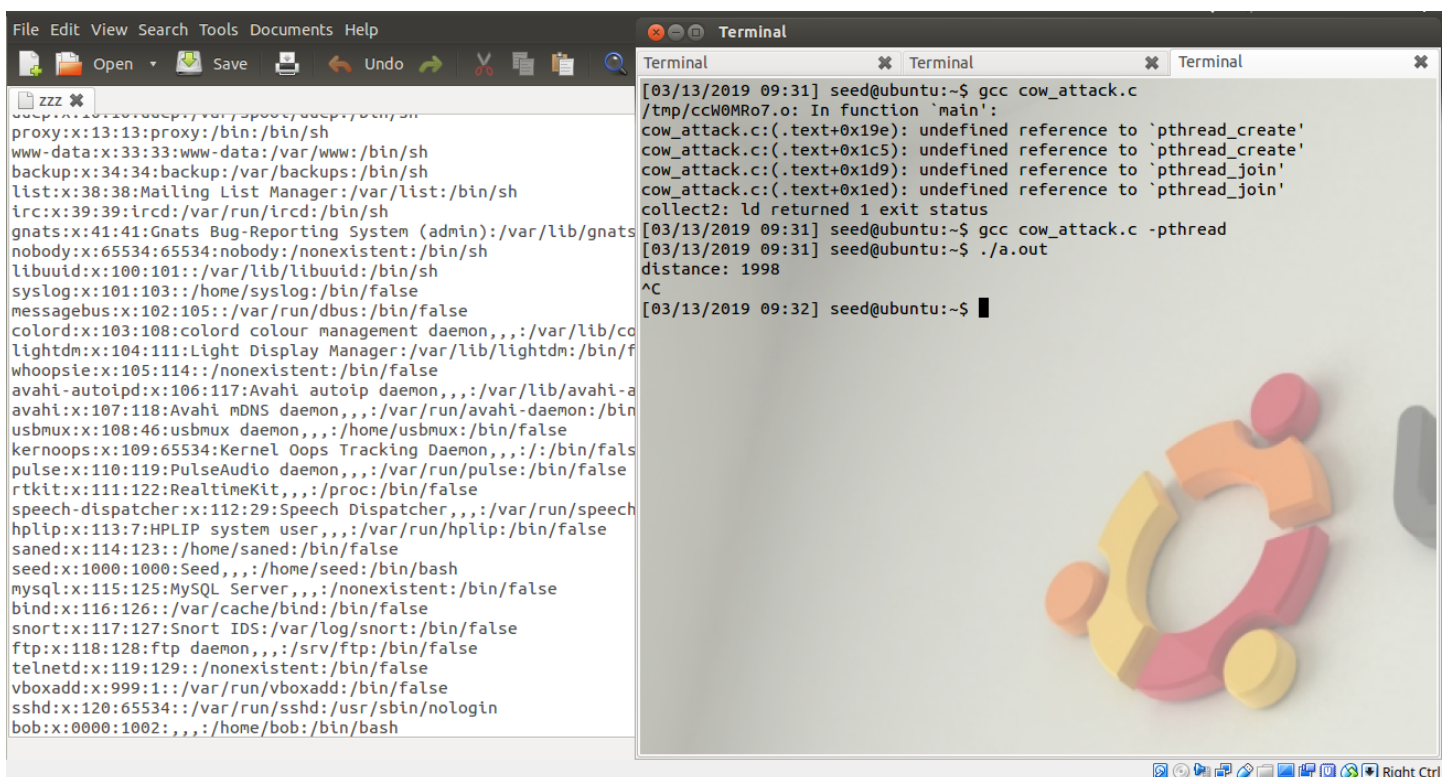 File Edit View Search Tools Documents Help
Open Save Undo
zzz
proxy:x:13:13:proxy:/bin:/bin/sh
www-data:x:33:33:www-data:/var/www:/bin/sh
backup:x:34:34:backup:/var/backups:/bin/sh
list:x:38:38:Mailing List Manager:/var/list:/bin/sh
irc:x:39:39:ircd:/var/run/ircd:/bin/sh
gnats:x:41:41:Gnats Bug-Reporting System (admin):/var/lib/gnats
nobody:x:65534:65534:nobody:/nonexistent:/bin/sh
libuuid:x:100:101::/var/lib/libuuid:/bin/sh
syslog:x:101:103::/home/syslog:/bin/false
messagebus:x:102:105::/var/run/dbus:/bin/false
colord:x:103:108:colord colour management daemon,,,:/var/lib/co
lightdm:x:104:111:Light Display Manager:/var/lib/lightdm:/bin/f
whoopsie:x:105:114::/nonexistent:/bin/false
avahi-autoipd:x:106:117:Avahi autoip daemon,,,:/var/lib/avahi-a
avahi:x:107:118:Avahi mDNS daemon,,,:/var/run/avahi-daemon:/bin
usbmux:x:108:46:usbmux daemon,,,:/home/usbmux:/bin/false
kernoops:x:109:65534:Kernel Oops Tracking Daemon,,,:/:/bin/fals
pulse:x:110:119:PulseAudio daemon,,,:/var/run/pulse:/bin/false
rtkit:x:111:122:RealtimeKit,,,:/proc:/bin/false
speech-dispatcher:x:112:29:Speech Dispatcher,,,:/var/run/speech
hplip:x:113:7:HPLIP system user,,,:/var/run/hplip:/bin/false
saned:x:114:123::/home/saned:/bin/false
seed:x:1000:1000:Seed,,,:/home/seed:/bin/bash
mysql:x:115:125:MySQL Server,,,:/nonexistent:/bin/false
bind:x:116:126::/var/cache/bind:/bin/false
snort:x:117:127:Snort IDS:/var/log/snort:/bin/false
ftp:x:118:128:ftp daemon,,,:/srv/ftp:/bin/false
telnetd:x:119:129::/nonexistent:/bin/false
vboxadd:x:999:1::/var/run/vboxadd:/bin/false
sshd:x:120:65534::/var/run/sshd:/usr/sbin/nologin
bob:x:0000:1002:,,,:/home/bob:/bin/bash
Terminal
Terminal Terminal Terminal
[03/13/2019 09:31] seed@ubuntu:~$ gcc cow_attack.c
/tmp/ccW0MRo7.o: In function `main':
cow_attack.c:(.text+0x19e): undefined reference to `pthread_create'
cow_attack.c:(.text+0x1c5): undefined reference to `pthread_create'
cow_attack.c:(.text+0x1d9): undefined reference to `pthread_join'
cow_attack.c:(.text+0x1ed): undefined reference to `pthread_join'
collect2: ld returned 1 exit status
[03/13/2019 09:31] seed@ubuntu:~$ gcc cow_attack.c -pthread
[03/13/2019 09:31] seed@ubuntu:~$ ./a.out
distance: 1998
^C
[03/13/2019 09:32] seed@ubuntu:~$
Right Ctrl